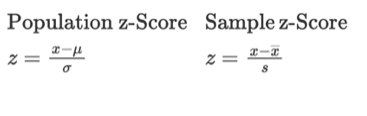 Population z-Score Sample z-Score
z = x−μ/σ z = x−x̅/s